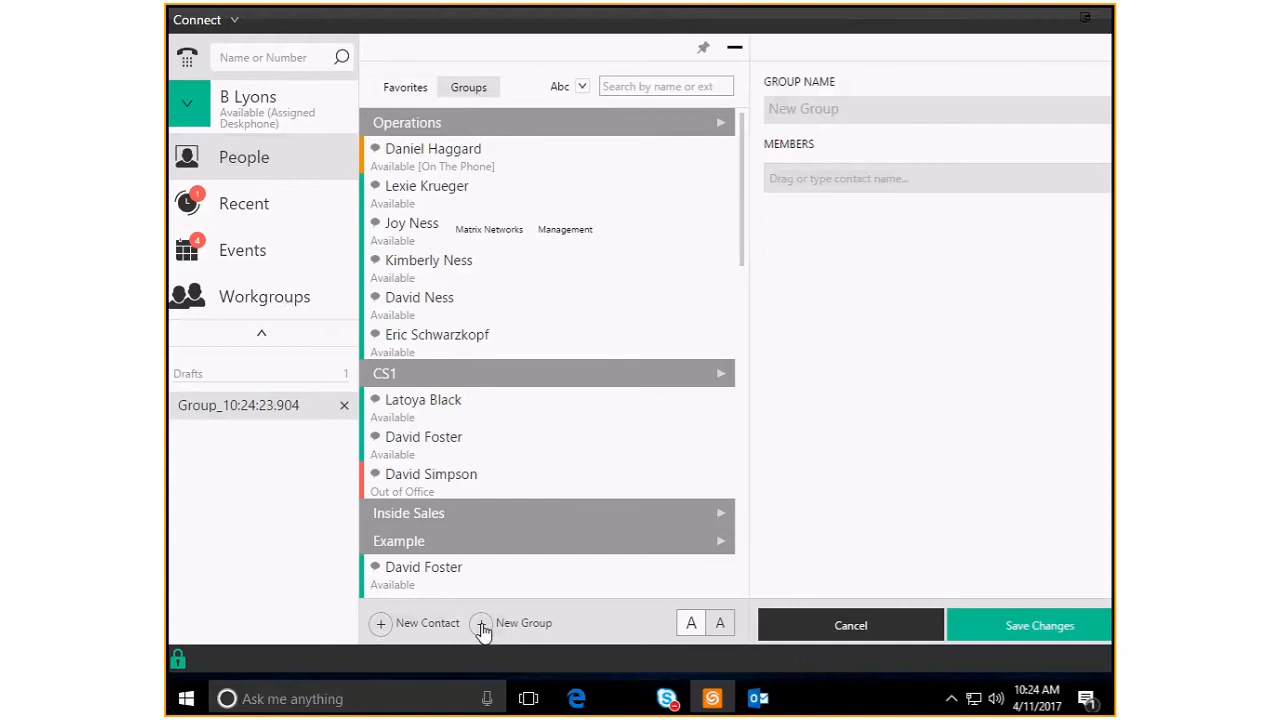 Connect
Name or Number
B Lyons
Available (Assigned
Deskphone)
People
1
Recent
4
Events
Workgroups
Drafts 1
Group_10:24:23.904
Favorites Groups Abc Search by name or ext
Operations
Daniel Haggard
Available [On The Phone]
Lexie Krueger
Available
Joy Ness Matrix Networks Management
Available
Kimberly Ness
Available
David Ness
Available
Eric Schwarzkopf
Available
CS1
Latoya Black
Available
David Foster
Available
David Simpson
Out of Office
Inside Sales
Example
David Foster
Available
New Contact New Group A A
GROUP NAME
New Group
MEMBERS
Drag or type contact name...
Cancel Save Changes
Ask me anything
10:24 AM
4/11/2017
1